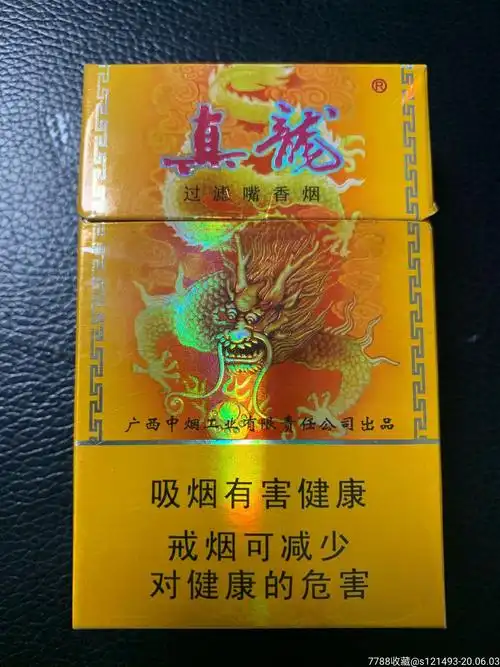 真龍
®
过滤嘴香烟
广西中烟工业有限责任公司出品
吸烟有害健康
戒烟可减少
对健康的危害
7788收藏@s121493-20.06.03